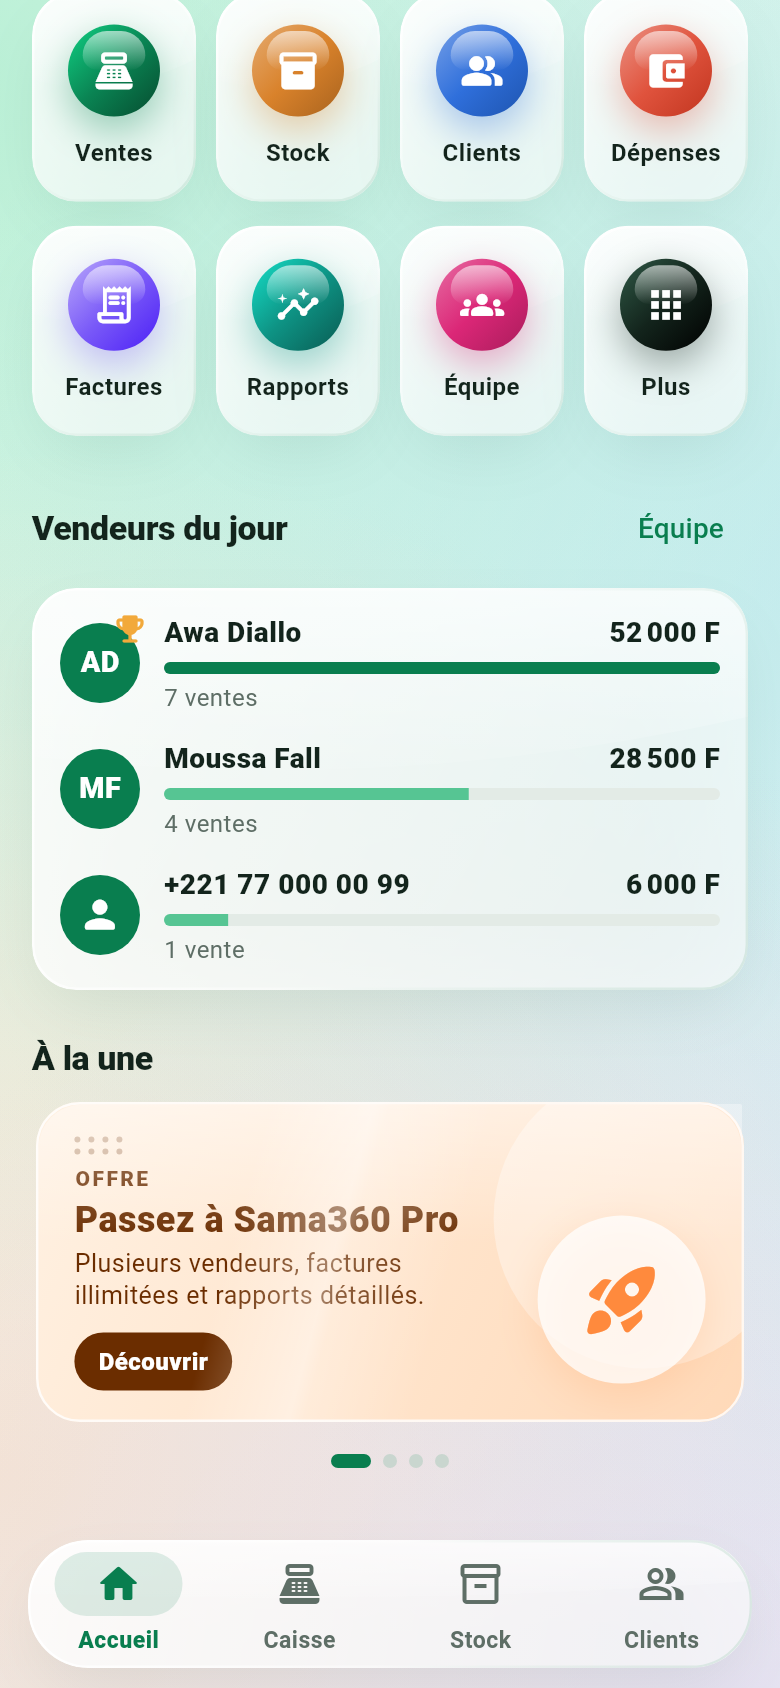 Ventes
Stock
Clients
Dépenses
Factures
Rapports
Équipe
Plus
Vendeurs du jour
Équipe
AD
Awa Diallo
52 000 F
7 ventes
MF
Moussa Fall
28 500 F
4 ventes
+221 77 000 00 99
6 000 F
1 vente
À la une
OFFRE
Passez à Sama360 Pro
Plusieurs vendeurs, factures
illimitées et rapports détaillés.
Découvrir
Accueil
Caisse
Stock
Clients